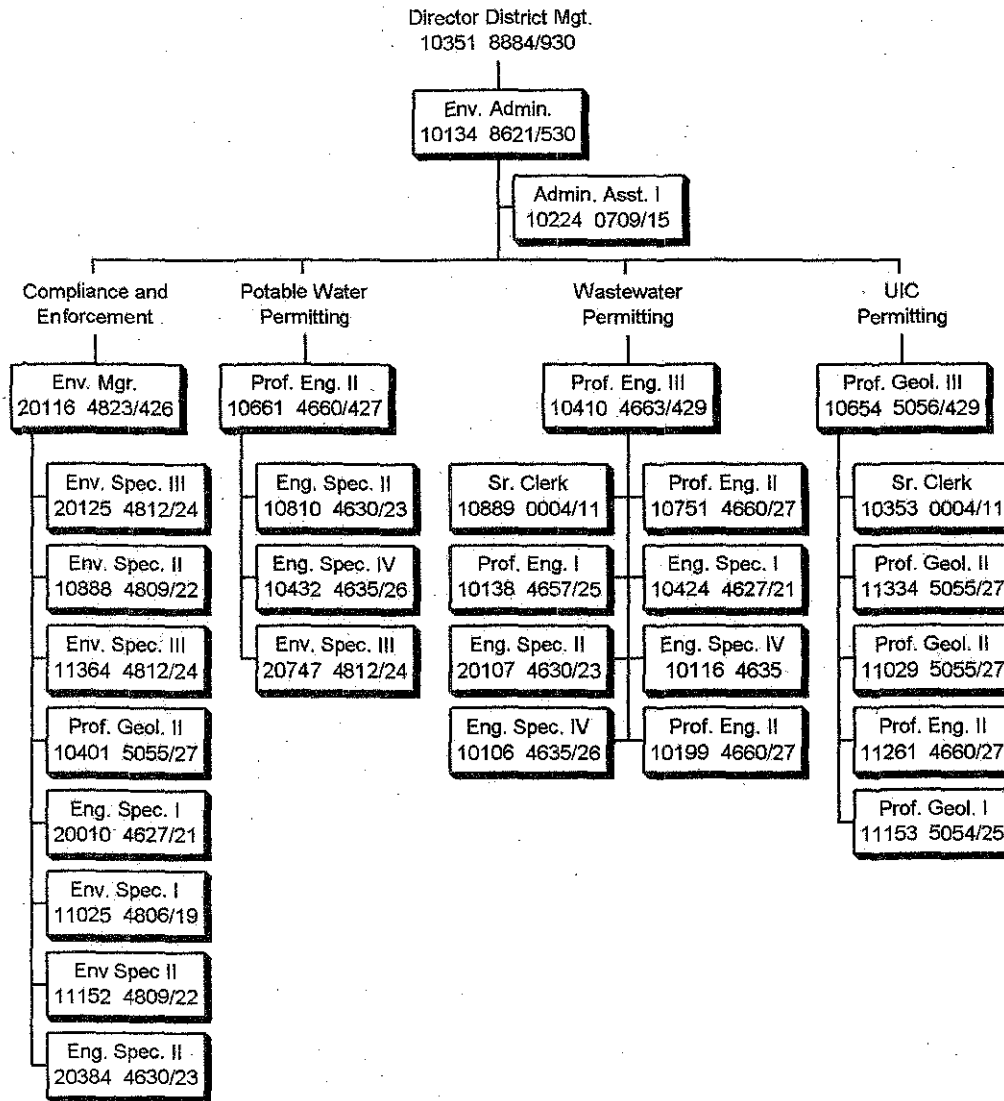 Director District Mgt.
10351 8884/930
Env. Admin.
10134 8621/530
Admin. Asst. I
10224 0709/15
Compliance and
Enforcement
Env. Mgr.
20116 4823/426
Env. Spec. III
20125 4812/24
Env. Spec. II
10888 4809/22
Env. Spec. III
11364 4812/24
Prof. Geol. II
10401 5055/27
Eng. Spec. I
20010 4627/21
Env. Spec. I
11025 4806/19
Env Spec II
11152 4809/22
Eng. Spec. II
20384 4630/23
Potable Water
Permitting
Prof. Eng. II
10661 4660/427
Eng. Spec. II
10810 4630/23
Eng. Spec. IV
10432 4635/26
Env. Spec. III
20747 4812/24
Wastewater
Permitting
Prof. Eng. III
10410 4663/429
Sr. Clerk
10889 0004/11
Prof. Eng. I
10138 4657/25
Eng. Spec. II
20107 4630/23
Eng. Spec. IV
10106 4635/26
Prof. Eng. II
10751 4660/27
Eng. Spec. I
10424 4627/21
Eng. Spec. IV
10116 4635
Prof. Eng. II
10199 4660/27
UIC
Permitting
Prof. Geol. III
10654 5056/429
Sr. Clerk
10353 0004/11
Prof. Geol. II
11334 5055/27
Prof. Geol. II
11029 5055/27
Prof. Eng. II
11261 4660/27
Prof. Geol. I
11153 5054/25